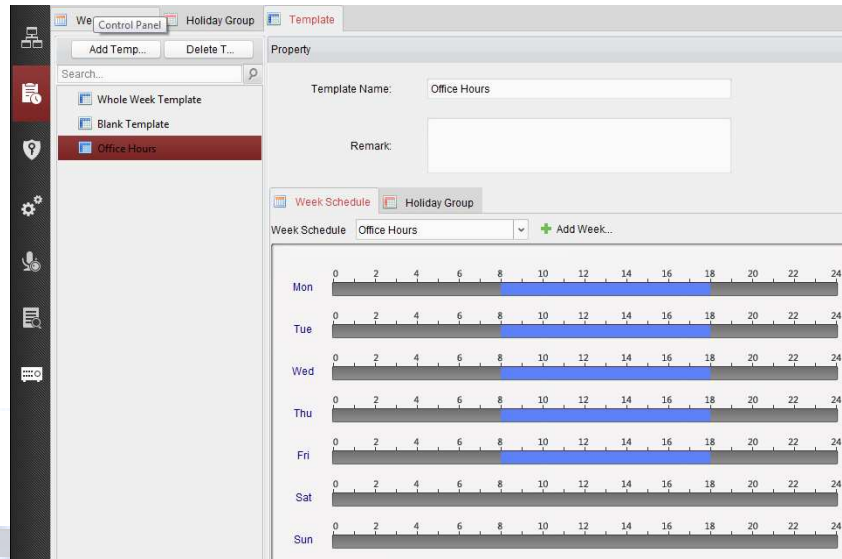 We
Control Panel
Holiday Group
Template
Add Temp...
Delete T...
Property
Search...
Whole Week Template
Blank Template
Office Hours
Template Name:
Office Hours
Remark:
Week Schedule
Holiday Group
Week Schedule
Office Hours
Add Week...
0 2 4 6 8 10 12 14 16 18 20 22 24
Mon
0 2 4 6 8 10 12 14 16 18 20 22 24
Tue
0 2 4 6 8 10 12 14 16 18 20 22 24
Wed
0 2 4 6 8 10 12 14 16 18 20 22 24
Thu
0 2 4 6 8 10 12 14 16 18 20 22 24
Fri
0 2 4 6 8 10 12 14 16 18 20 22 24
Sat
0 2 4 6 8 10 12 14 16 18 20 22 24
Sun